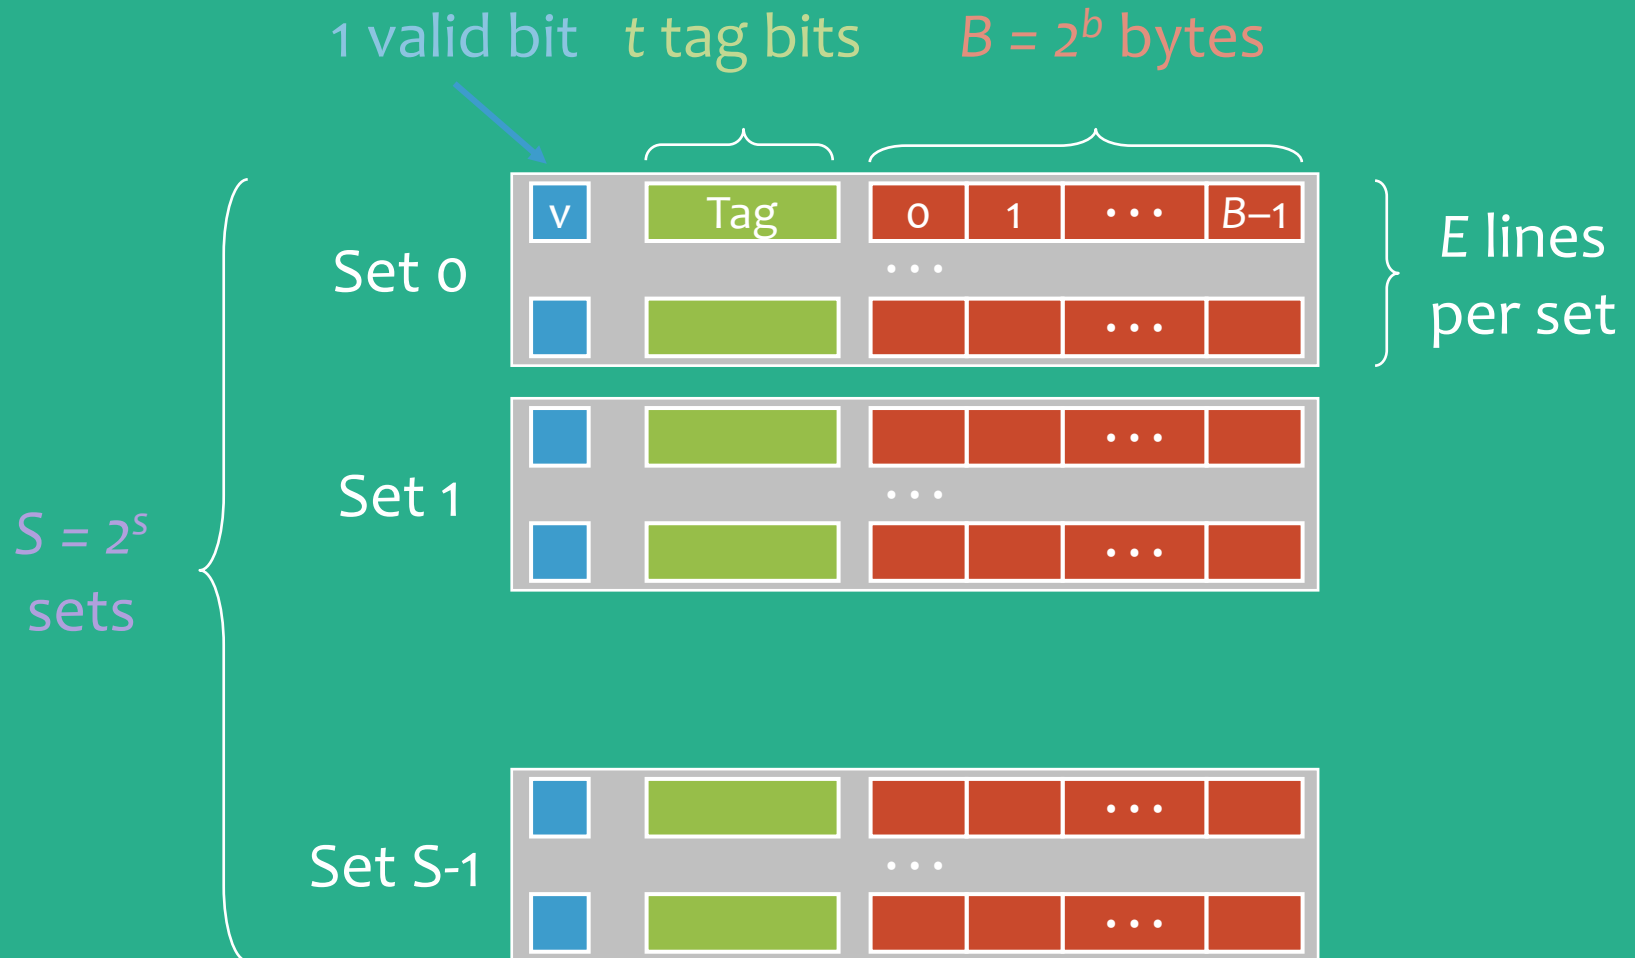 1 valid bit t tag bits B = 2^b bytes
v Tag 0 1 • • • B–1
Set 0
• • •
E lines
per set
• • •
Set 1
• • •
• • •
• • •
S = 2^s
sets
• • •
Set S-1
• • •
• • •